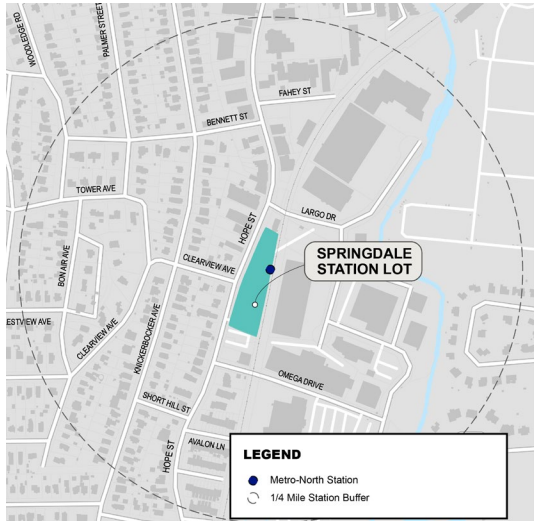 WOODLEDGE RD
PALMER STREET
FAHEY ST
BENNETT ST
TOWER AVE
LARGO DR
HOPE ST
SPRINGDALE
STATION LOT
CLEARVIEW AVE
BON AIR AVE
ESTVIEW AVE
CLEARVIEW AVE
KNICKERBOCKER AVE
OMEGA DRIVE
SHORT HILL ST
AVALON LN
HOPE ST
LEGEND
Metro-North Station
1/4 Mile Station Buffer